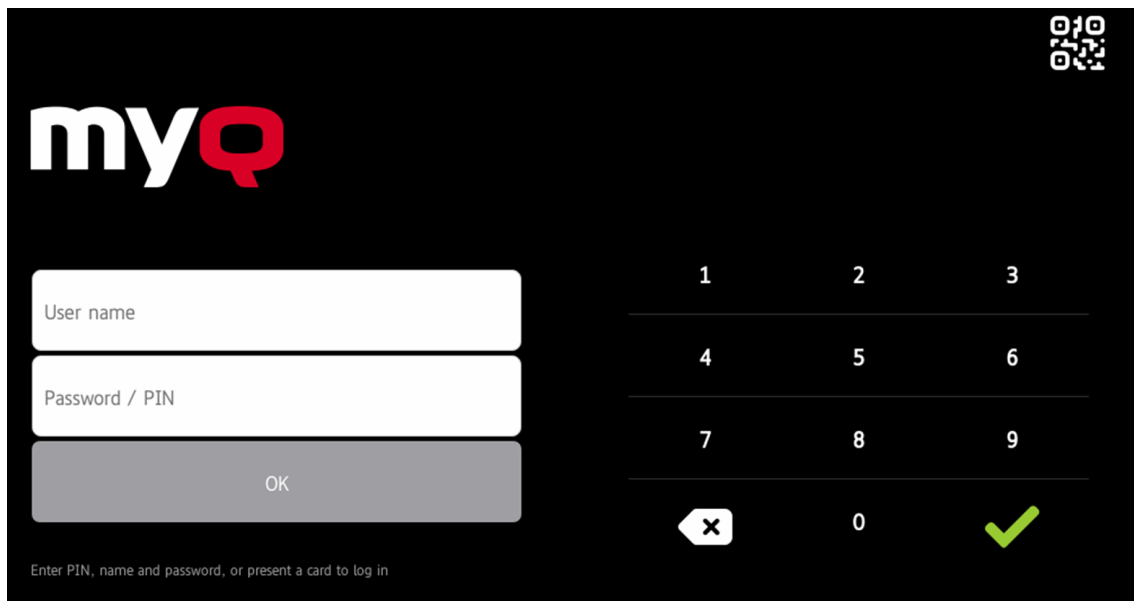 myQ
User name
Password / PIN
OK
Enter PIN, name and password, or present a card to log in
1 2 3
4 5 6
7 8 9
0